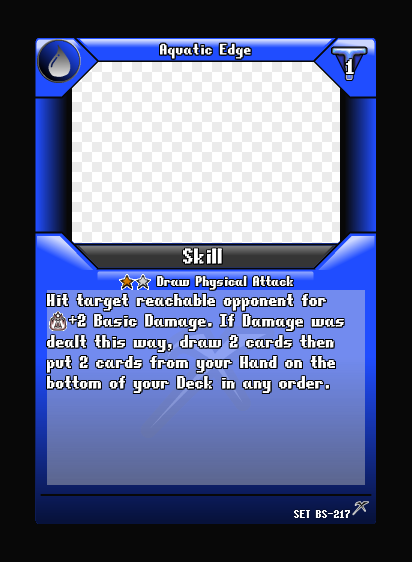 Aquatic Edge
1
Skill
Draw Physical Attack
Hit target reachable opponent for
+2 Basic Damage. If Damage was
dealt this way, draw 2 cards then
put 2 cards from your Hand on the
bottom of your Deck in any order.
SET BS-217